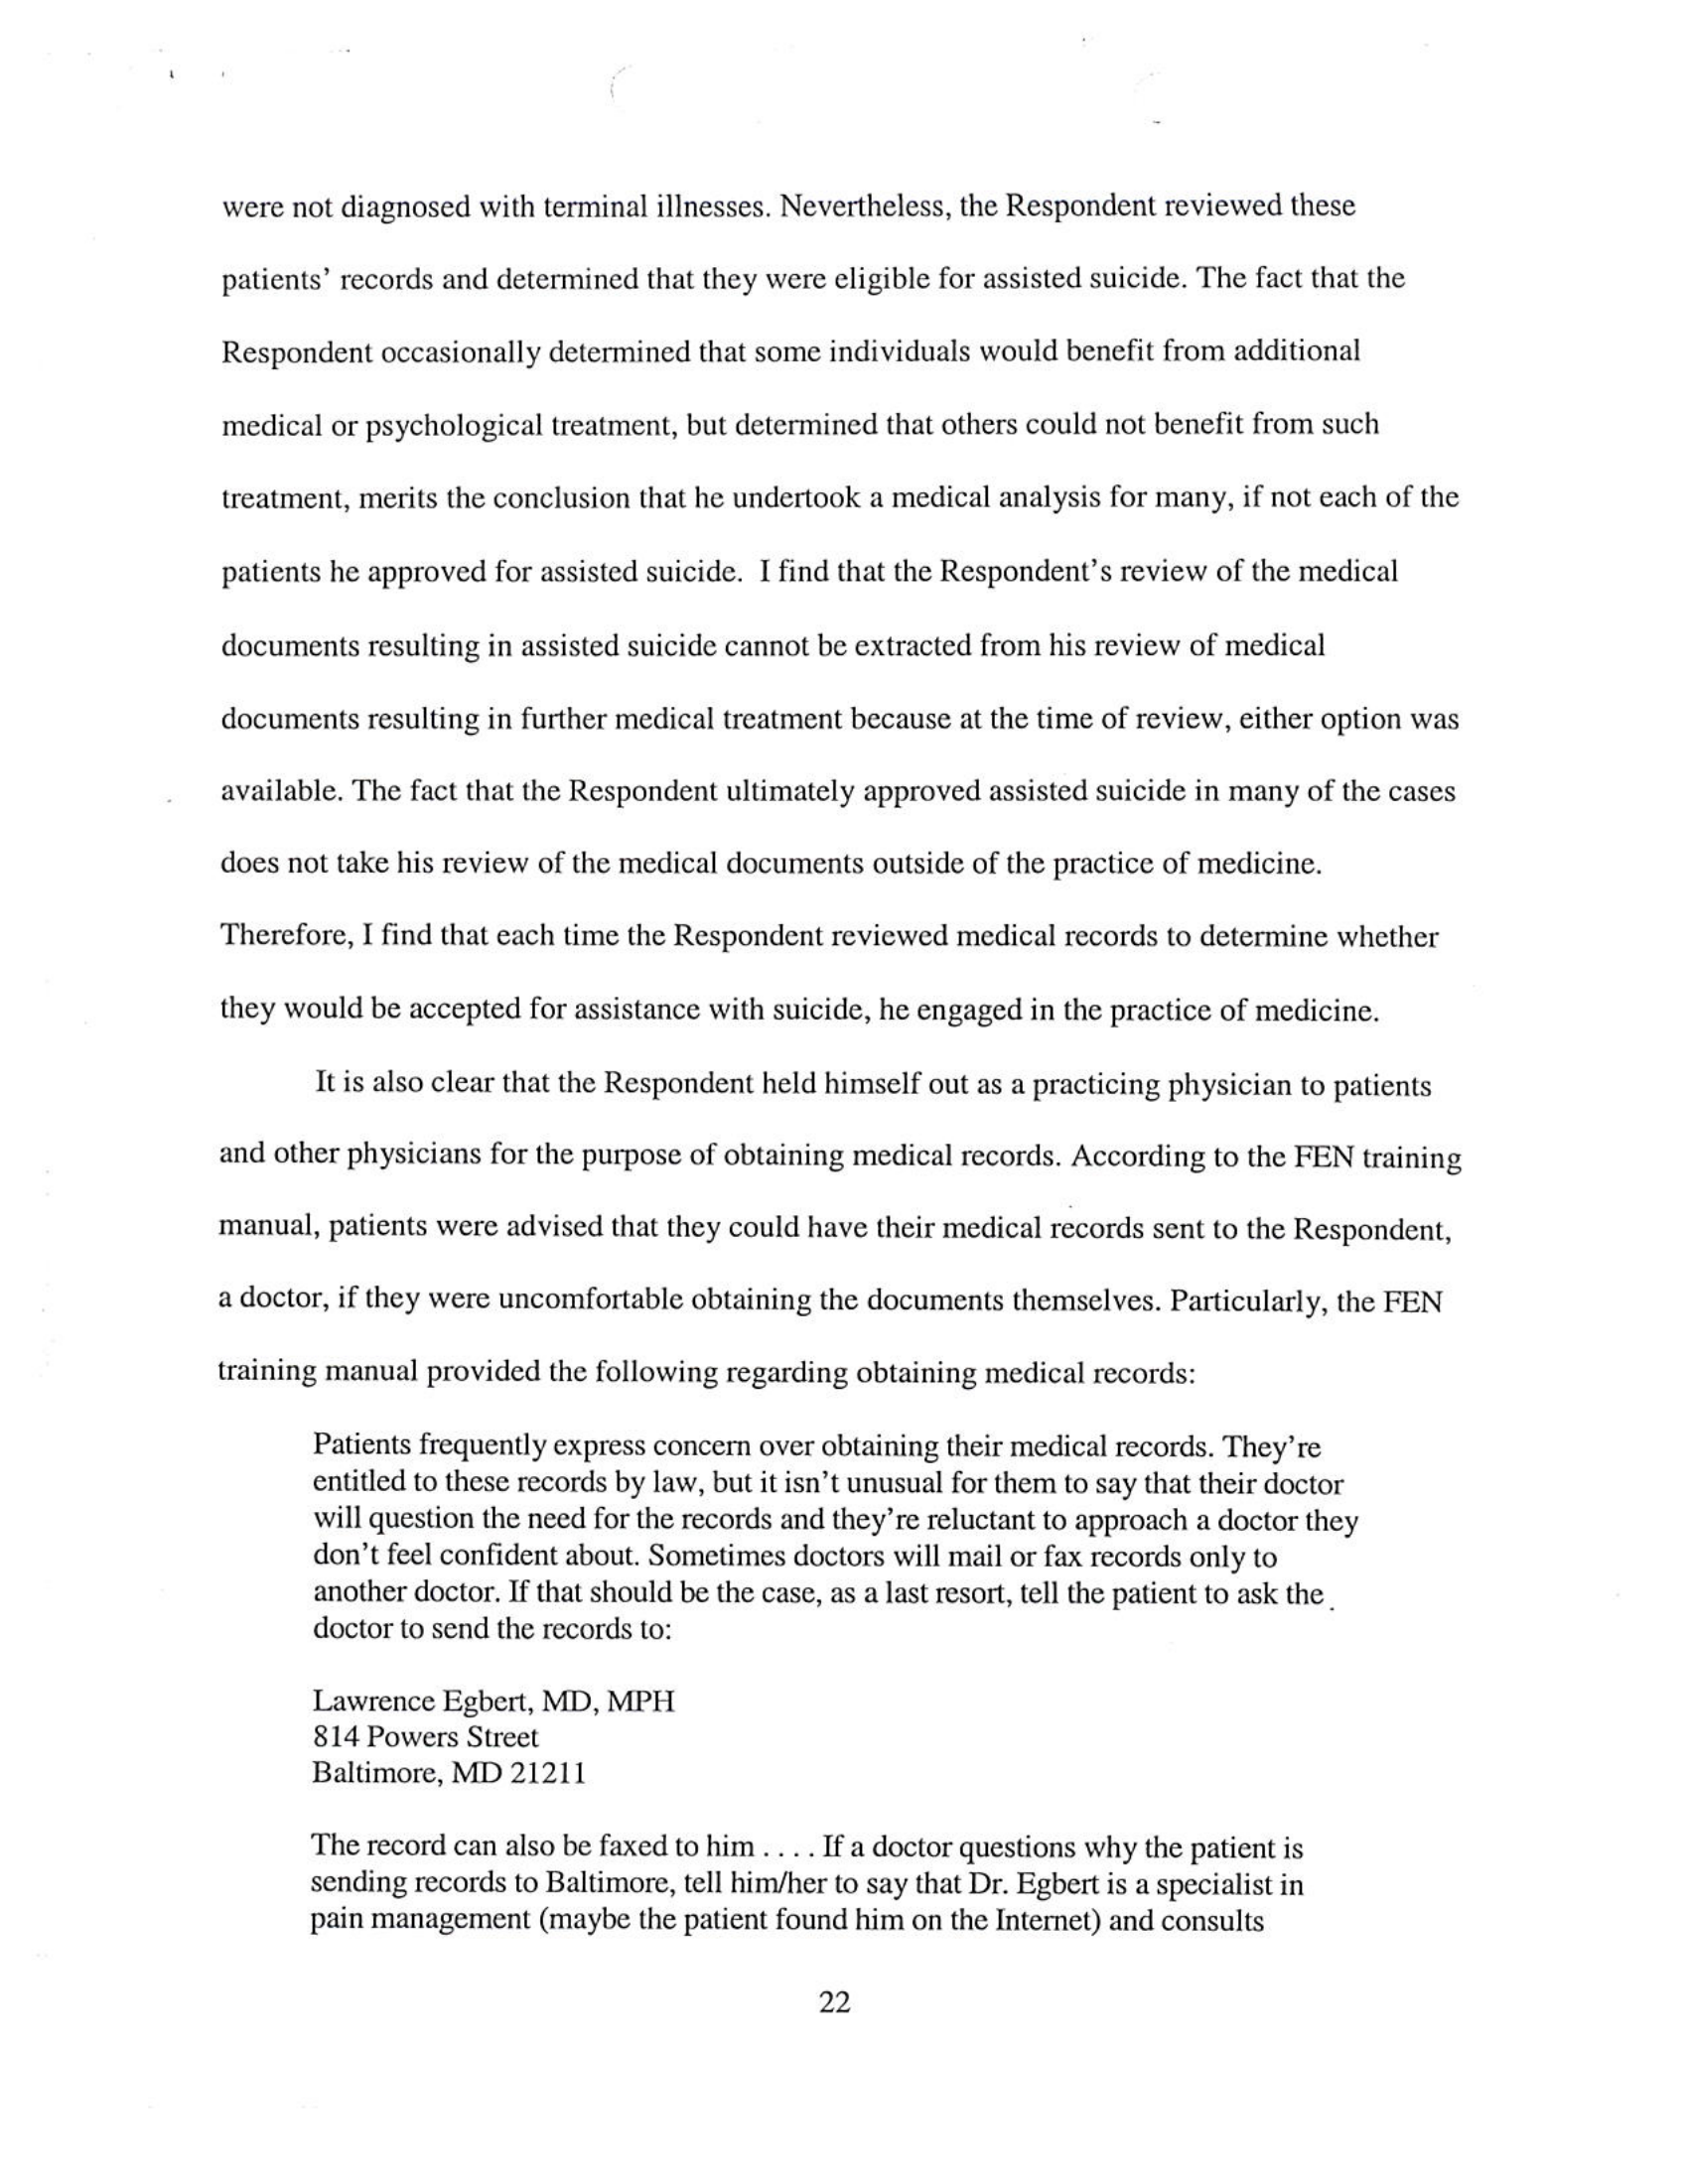 were not diagnosed with terminal illnesses. Nevertheless, the Respondent reviewed these
patients' records and determined that they were eligible for assisted suicide. The fact that the
Respondent occasionally determined that some individuals would benefit from additional
medical or psychological treatment, but determined that others could not benefit from such
treatment, merits the conclusion that he undertook a medical analysis for many, if not each of the
patients he approved for assisted suicide.  I find that the Respondent's review of the medical
documents resulting in assisted suicide cannot be extracted from his review of medical
documents resulting in further medical treatment because at the time of review, either option was
available. The fact that the Respondent ultimately approved assisted suicide in many of the cases
does not take his review of the medical documents outside of the practice of medicine.
Therefore, I find that each time the Respondent reviewed medical records to determine whether
they would be accepted for assistance with suicide, he engaged in the practice of medicine.
It is also clear that the Respondent held himself out as a practicing physician to patients
and other physicians for the purpose of obtaining medical records. According to the FEN training
manual, patients were advised that they could have their medical records sent to the Respondent,
a doctor, if they were uncomfortable obtaining the documents themselves. Particularly, the FEN
training manual provided the following regarding obtaining medical records:
Patients frequently express concern over obtaining their medical records. They're
entitled to these records by law, but it isn't unusual for them to say that their doctor
will question the need for the records and they're reluctant to approach a doctor they
don't feel confident about. Sometimes doctors will mail or fax records only to
another doctor. If that should be the case, as a last resort, tell the patient to ask the
doctor to send the records to:
Lawrence Egbert, MD, MPH
814 Powers Street
Baltimore, MD 21211
The record can also be faxed to him . . . . If a doctor questions why the patient is
sending records to Baltimore, tell him/her to say that Dr. Egbert is a specialist in
pain management (maybe the patient found him on the Internet) and consults
22